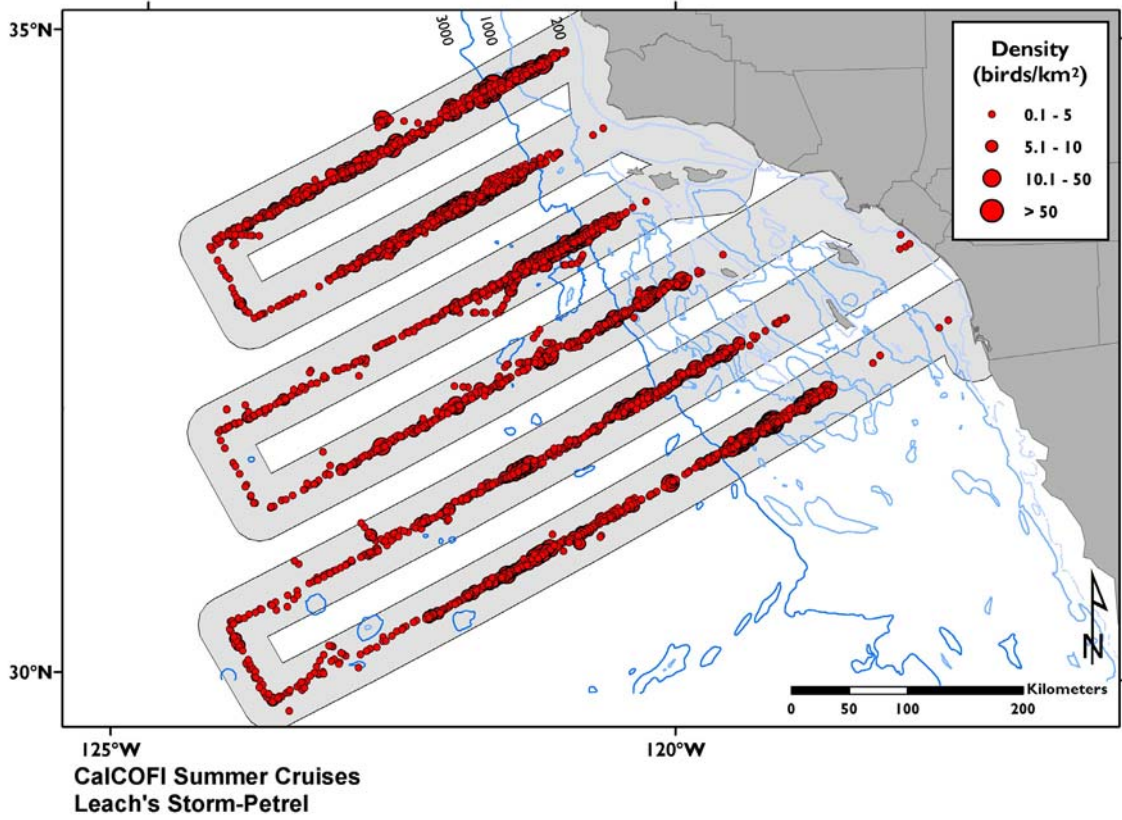 35°N
3000
1000
200
Density
(birds/km²)
0.1 - 5
5.1 - 10
10.1 - 50
> 50
30°N
N
Kilometers
0 50 100 200
125°W 120°W
CalCOFI Summer Cruises
Leach's Storm-Petrel